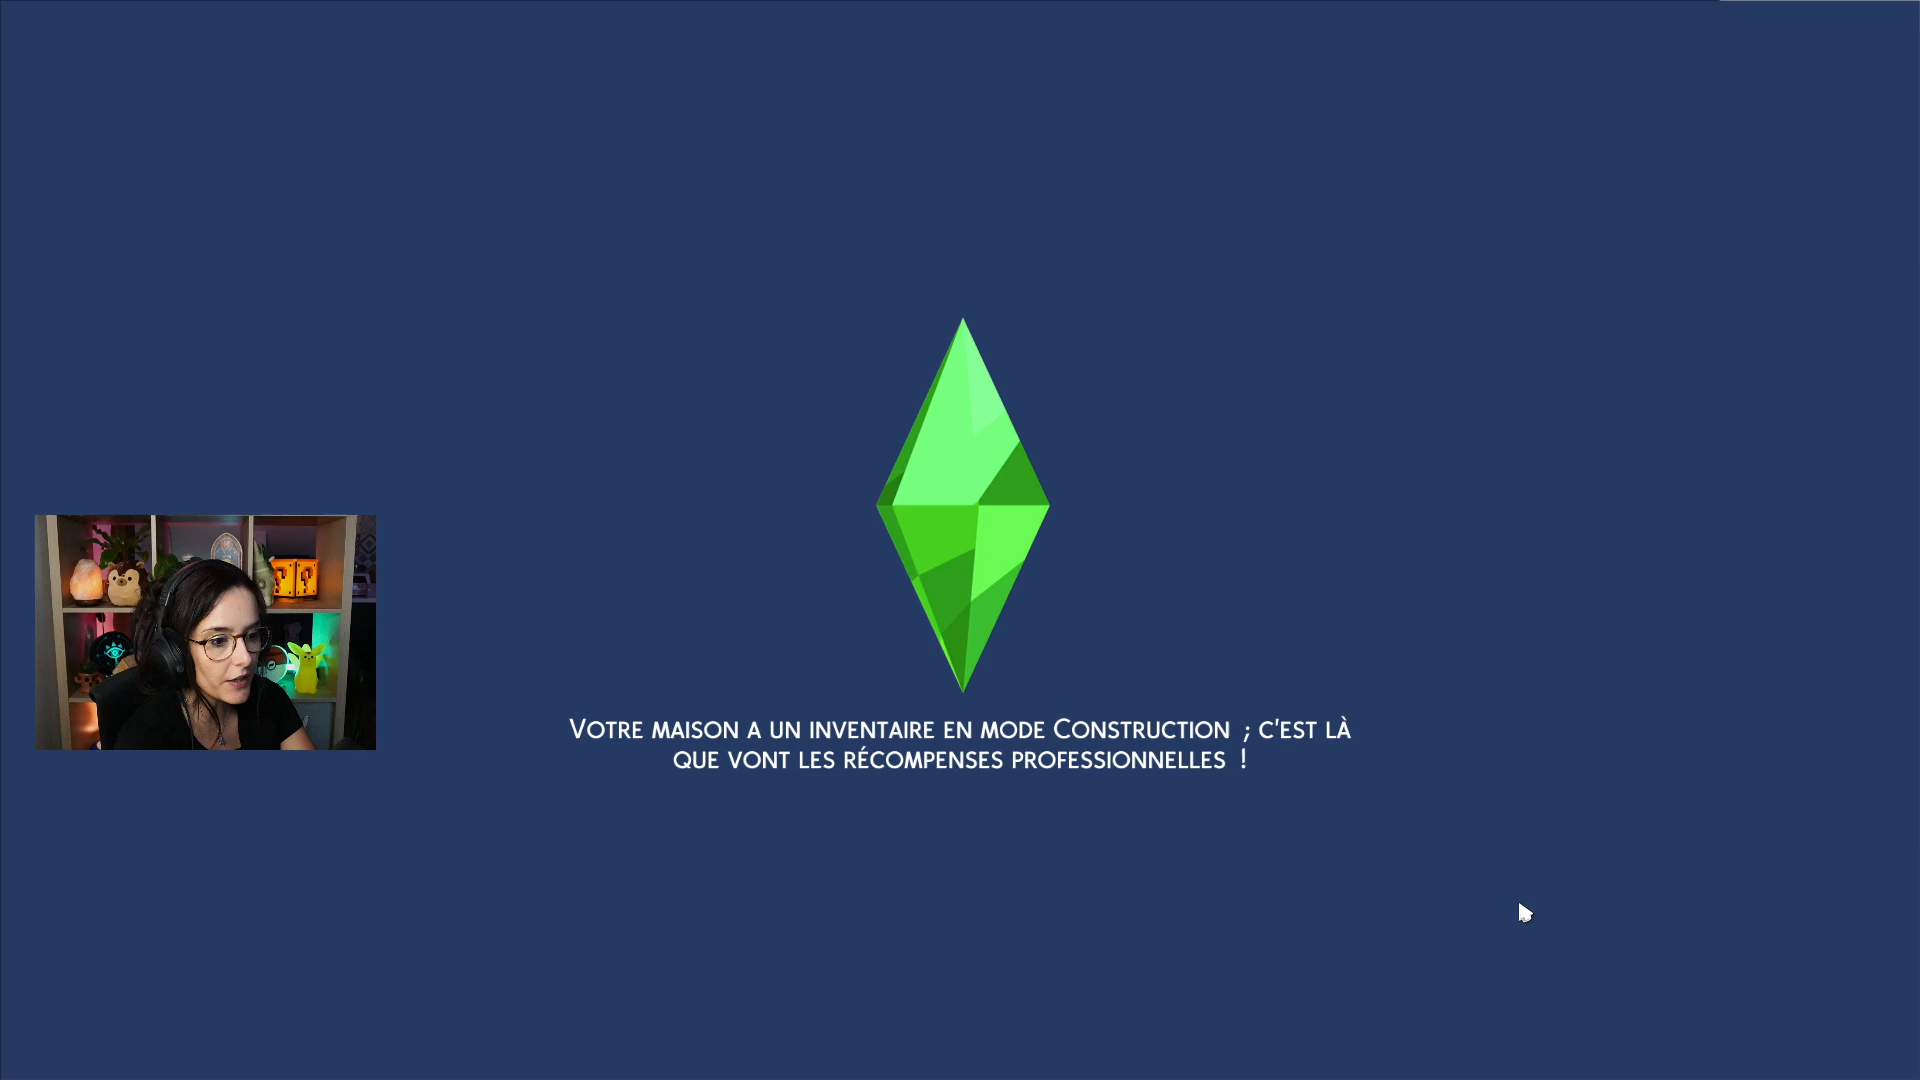 Votre maison a un inventaire en mode Construction ; c'est là
que vont les récompenses professionnelles !